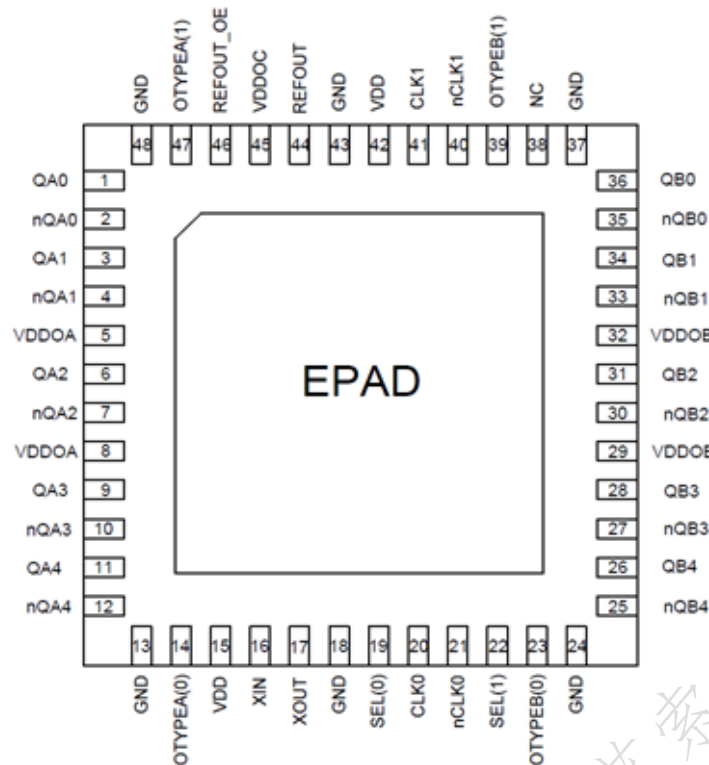 GND OTYPEA(1) REFOUT_OE VDDOC REFOUT GND VDD CLK1 nCLK1 OTYPEB(1) NC GND
48 47 46 45 44 43 42 41 40 39 38 37
QA0 1 36 QB0
nQA0 2 35 nQB0
QA1 3 34 QB1
nQA1 4 33 nQB1
VDDOA 5 32 VDDOB
QA2 6 31 QB2
EPAD
nQA2 7 30 nQB2
VDDOA 8 29 VDDOB
QA3 9 28 QB3
nQA3 10 27 nQB3
QA4 11 26 QB4
nQA4 12 25 nQB4
13 14 15 16 17 18 19 20 21 22 23 24
GND OTYPEA(0) VDD XIN XOUT GND SEL(0) CLK0 nCLK0 SEL(1) OTYPEB(0) GND
索